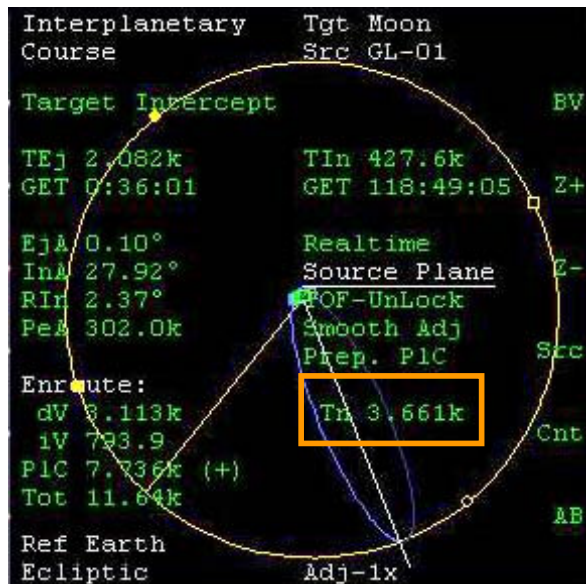 Interplanetary Tgt Moon
Course Src GL-01
Target Intercept BV
TEj 2.082k TIn 427.6k
GET 0:36:01 GET 118:49:05 Z+
EjA 0.10° Realtime
InA 27.92° Source Plane Z-
RIn 2.37° TOF-UnLock
PeA 302.0k Smooth Adj
Prep. PlC Src
Enroute:
dV 3.113k Tn 3.661k
iV 793.9 Cnt
PlC 7.736k (+)
Tot 11.64k AB
Ref Earth
Ecliptic Adj-1x